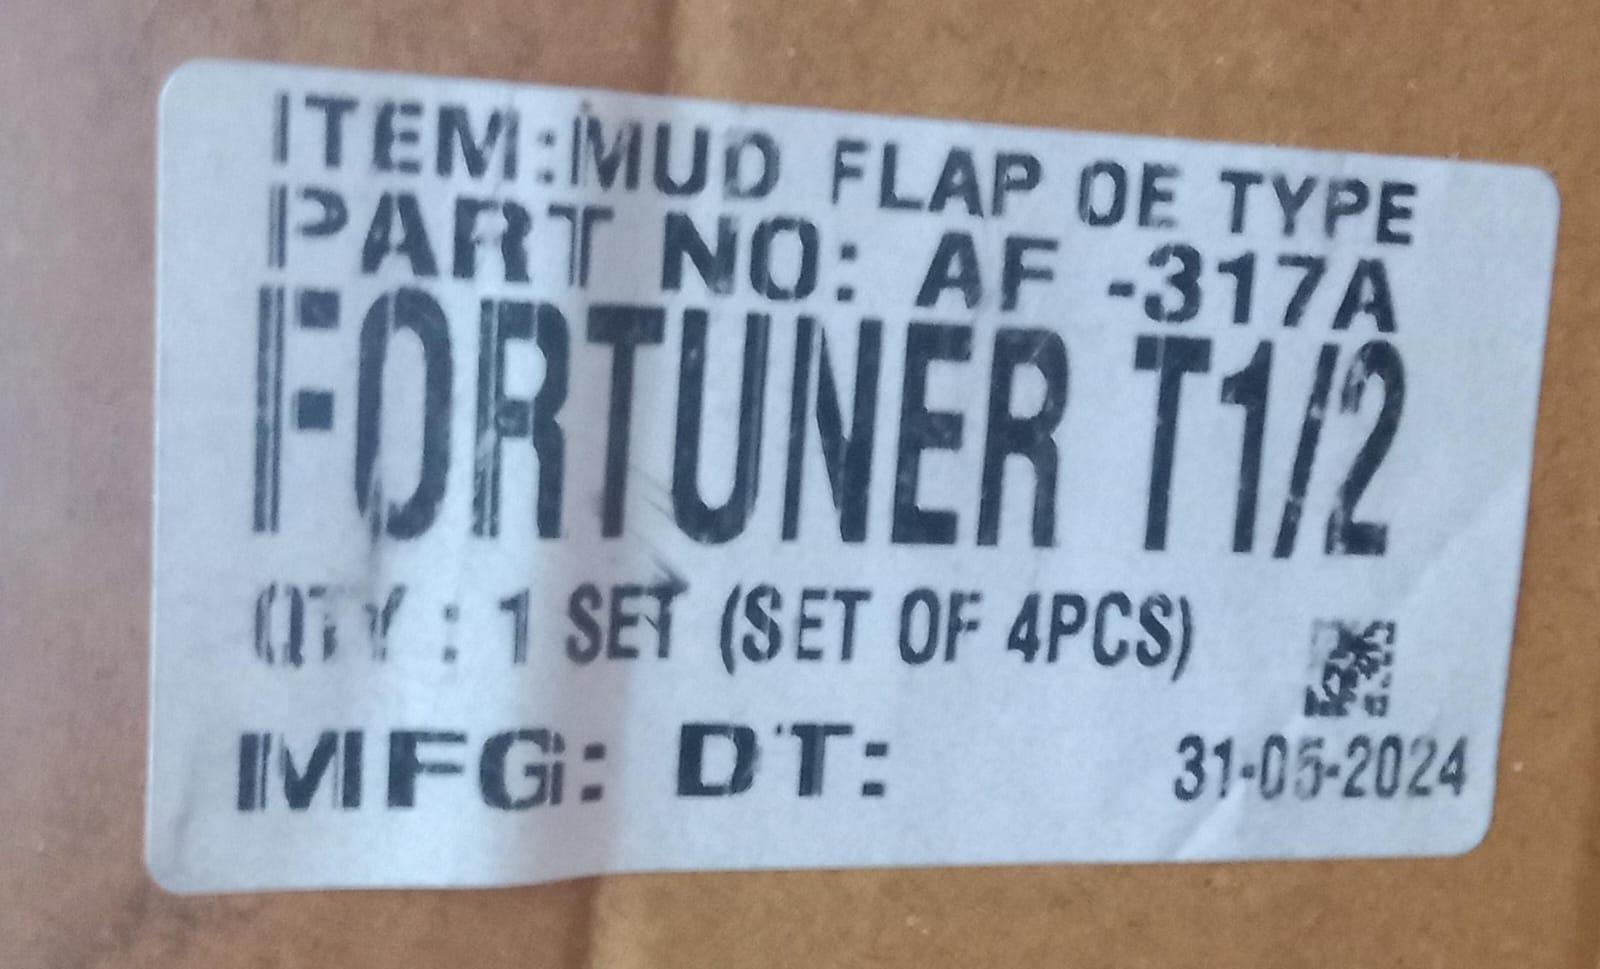 ITEM:MUD FLAP OE TYPE
PART NO: AF -317A
FORTUNER T1/2
QTY : 1 SET (SET OF 4PCS)
MFG: DT: 31-05-2024